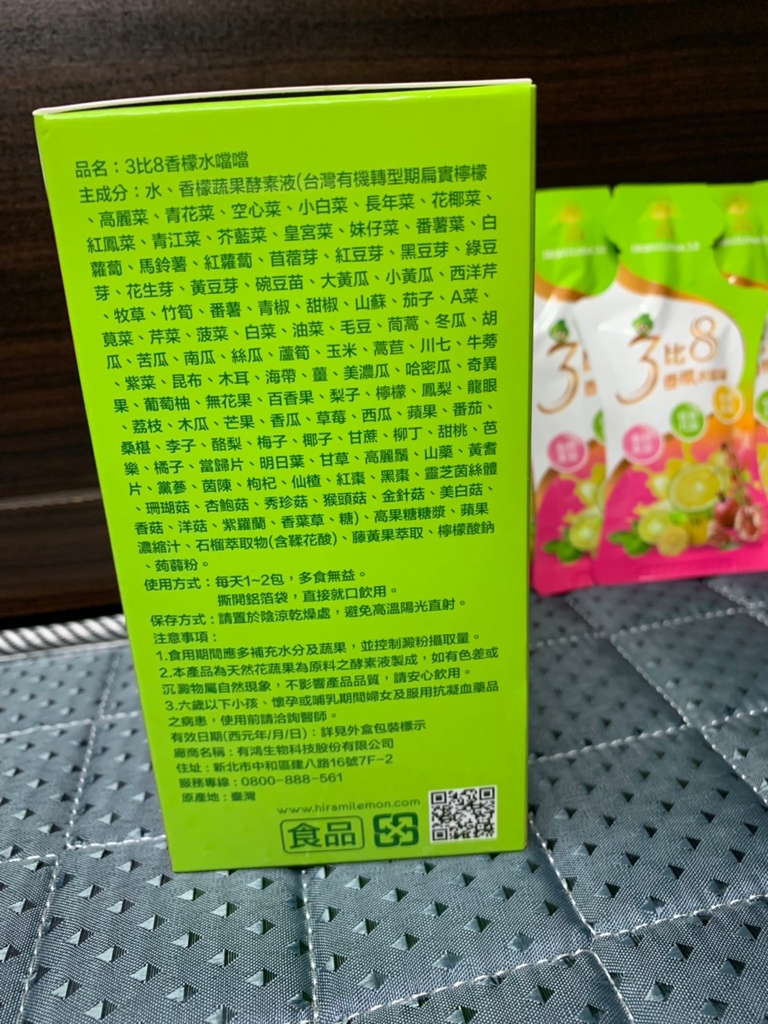 品名：3比8香檬水噹噹
主成分：水、香檬蔬果酵素液(台灣有機轉型期扁實檸檬
、高麗菜、青花菜、空心菜、小白菜、長年菜、花椰菜、
紅鳳菜、青江菜、芥藍菜、皇宮菜、妹仔菜、番薯葉、白
蘿蔔、馬鈴薯、紅蘿蔔、苜蓿芽、紅豆芽、黑豆芽、綠豆
芽、花生芽、黃豆芽、碗豆苗、大黃瓜、小黃瓜、西洋芹
、牧草、竹筍、番薯、青椒、甜椒、山蘇、茄子、A菜、
莧菜、芹菜、菠菜、白菜、油菜、毛豆、茼蒿、冬瓜、胡
瓜、苦瓜、南瓜、絲瓜、蘆筍、玉米、萵苣、川七、牛蒡
、紫菜、昆布、木耳、海帶、薑、美濃瓜、哈密瓜、奇異
果、葡萄柚、無花果、百香果、梨子、檸檬、鳳梨、龍眼
、荔枝、木瓜、芒果、香瓜、草莓、西瓜、蘋果、番茄、
桑椹、李子、酪梨、梅子、椰子、甘蔗、柳丁、甜桃、芭
樂、橘子、當歸片、明日葉、甘草、高麗鬚、山藥、黃耆
片、黨蔘、茵陳、枸杞、仙楂、紅棗、黑棗、靈芝茵絲體
、珊瑚菇、杏鮑菇、秀珍菇、猴頭菇、金針菇、美白菇、
香菇、洋菇、紫羅蘭、香葉草、糖)、高果糖糖漿、蘋果
濃縮汁、石榴萃取物(含鞣花酸)、藤黃果萃取、檸檬酸鈉
、蒟蒻粉。
使用方式：每天1~2包，多食無益。
撕開鋁箔袋，直接就口飲用。
保存方式：請置於陰涼乾燥處，避免高溫陽光直射。
注意事項：
1.食用期間應多補充水分及蔬果，並控制澱粉攝取量。
2.本產品為天然花蔬果為原料之酵素液製成，如有色差或
沉澱物屬自然現象，不影響產品品質，請安心飲用。
3.六歲以下小孩、懷孕或哺乳期間婦女及服用抗凝血藥品
之病患，使用前請洽詢醫師。
有效日期(西元年/月/日)：詳見外盒包裝標示
廠商名稱：有鴻生物科技股份有限公司
住址：新北市中和區建八路16號7F-2
服務專線：0800-888-561
原產地：臺灣
www.hiramilemon.com
食品
3比8
香檬